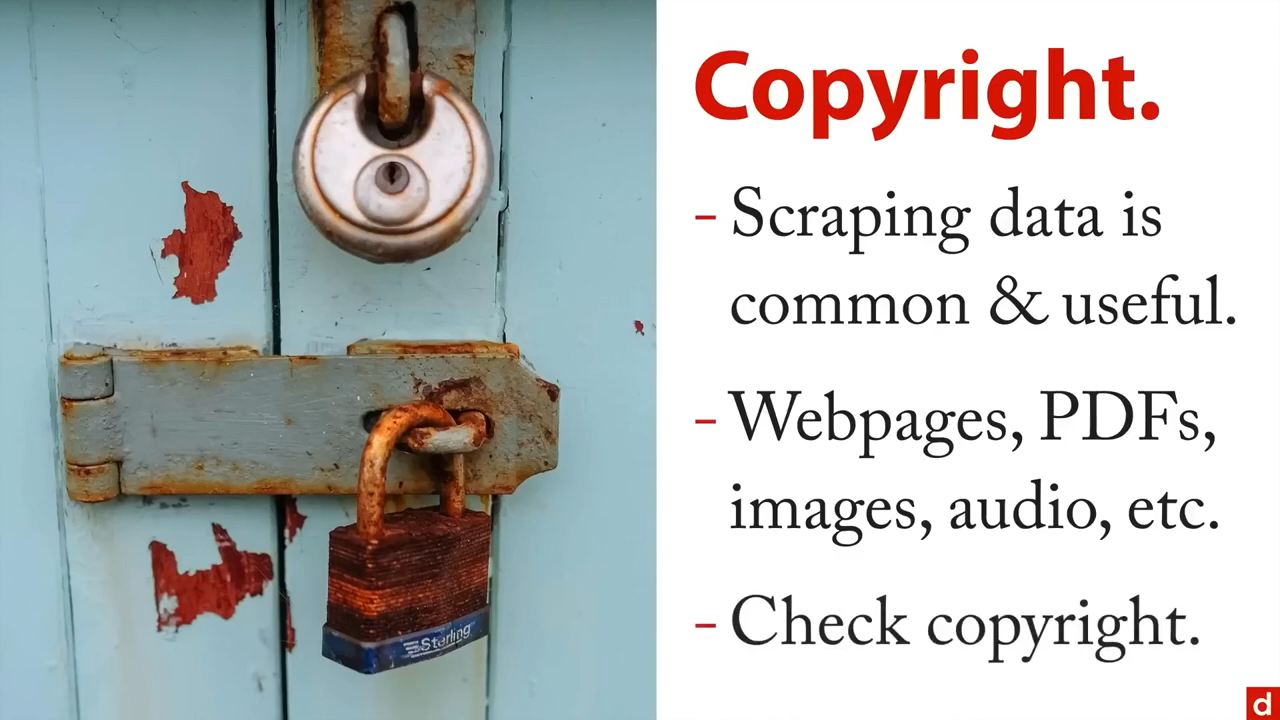 Copyright.
- Scraping data is
common & useful.
- Webpages, PDFs,
images, audio, etc.
- Check copyright.
Sterling
d